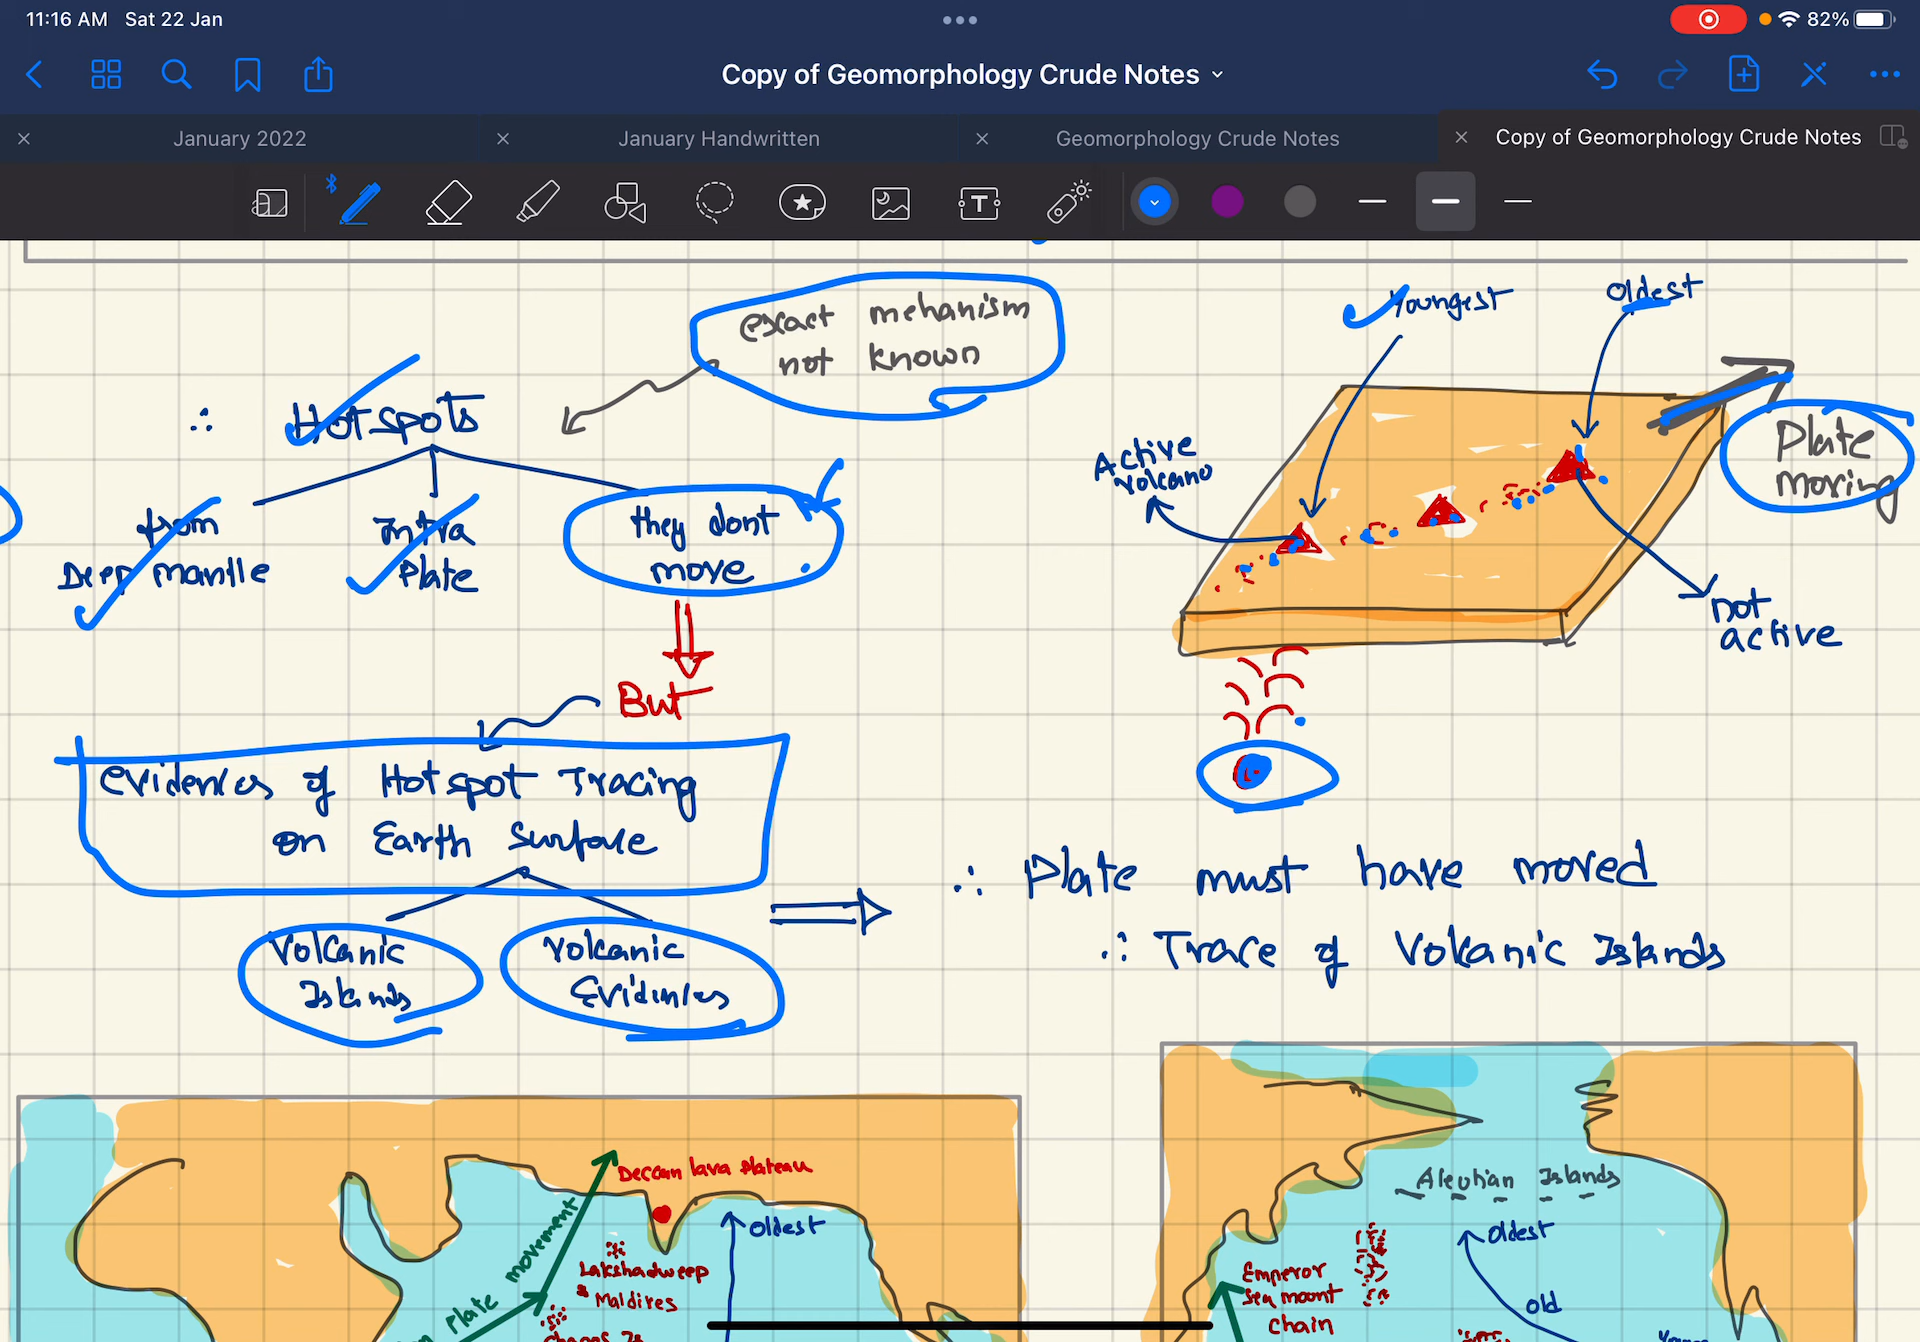 11:16 AM Sat 22 Jan
82%
Copy of Geomorphology Crude Notes
January 2022
January Handwritten
Geomorphology Crude Notes
Copy of Geomorphology Crude Notes
T
exact mehanism
not known
∴ Hotspots
from
Deep mantle
Intra
Plate
they dont
move
But
Evidences of Hotspot Tracing
on Earth Surface
Volcanic
Islands
Volcanic
Evidences
Youngest
Oldest
Active
volcano
Plate
moving
not
active
∴ Plate must have moved
∴ Trace of Volcanic Islands
Deccan lava plateau
movement
Plate
Oldest
Lakshadweep
Maldives
Aleutian Islands
Oldest
Emperor
Sea mount
chain
old